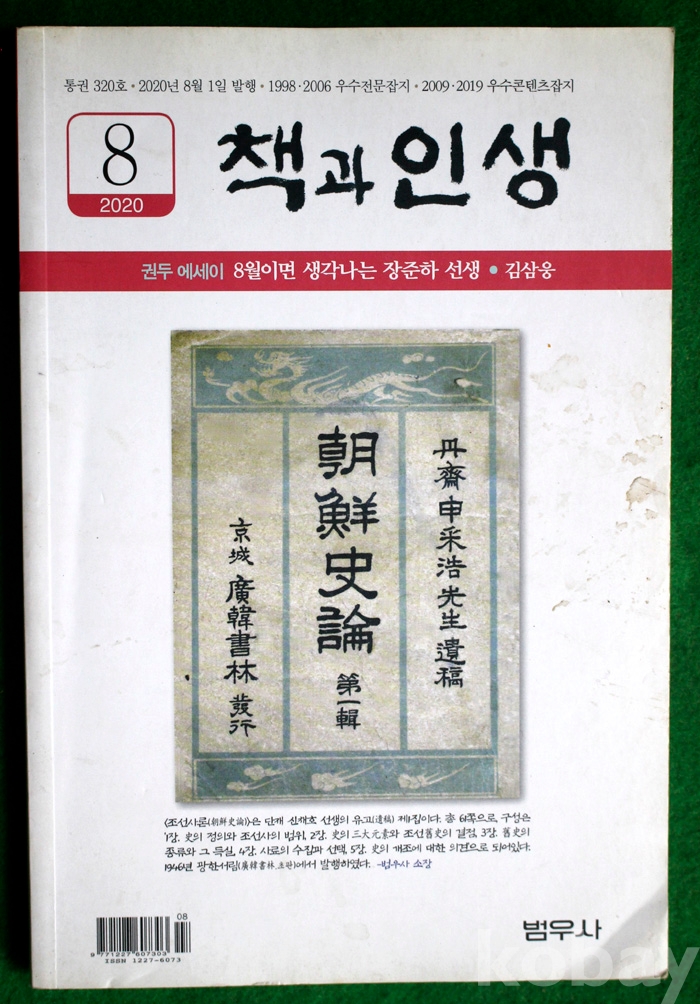 통권 320호 • 2020년 8월 1일 발행 • 1998·2006 우수전문잡지 • 2009·2019 우수콘텐츠잡지
8
2020
책과 인생
권두 에세이 8월이면 생각나는 장준하 선생 • 김삼웅
丹齋申采浩先生遺稿
朝鮮史論 第一輯
京城 廣韓書林 發行
《조선사론(朝鮮史論)》은 단재 신채호 선생의 유고(遺稿) 제1집이다. 총 61쪽으로, 구성은
'1장. 史의 정의와 조선사의 범위, 2장. 史의 三大元素와 조선舊史의 결점, 3장. 舊史의
종류와 그 득실, 4장. 사료의 수집과 선택, 5장. 史의 개조에 대한 의견으로 되어있다.
1946년 광한서림(廣韓書林 에서 발행하였다. -범우사 소장
08
9 771227 607303
ISSN 1227-6073
범우사
kobay